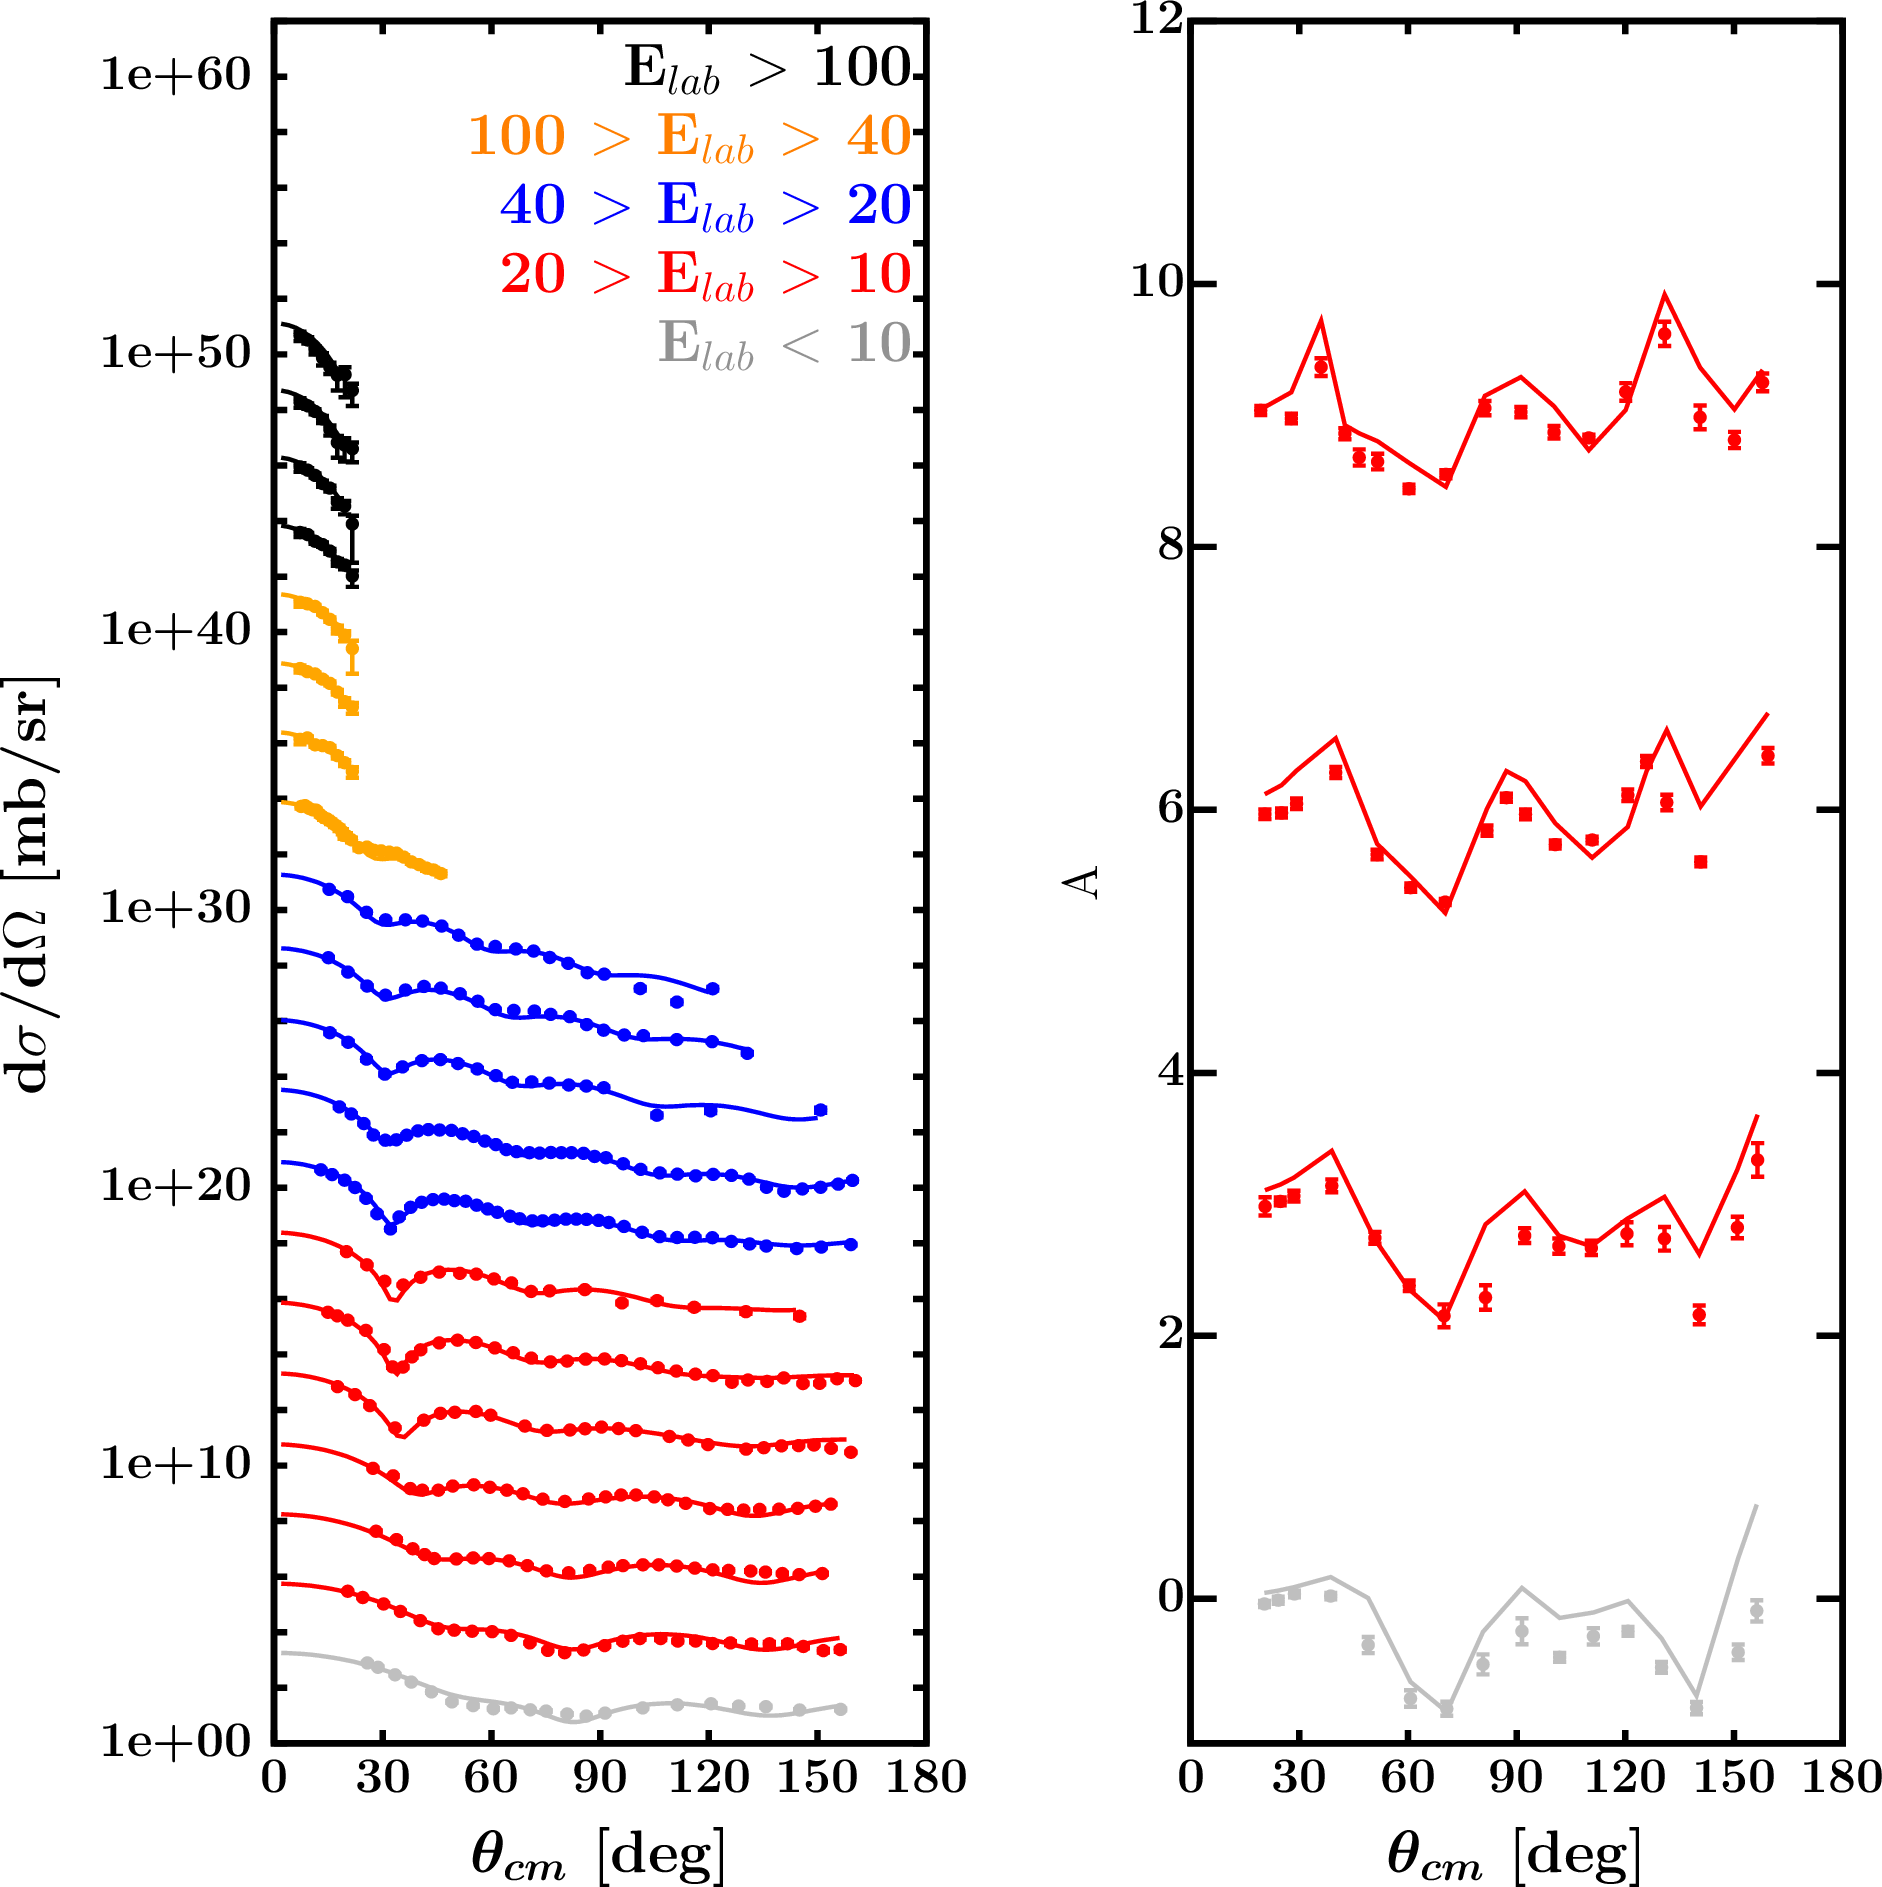 1e+60
1e+50
1e+40
1e+30
1e+20
1e+10
1e+00
dσ/dΩ [mb/sr]
E_lab > 100
100 > E_lab > 40
40 > E_lab > 20
20 > E_lab > 10
E_lab < 10
0 30 60 90 120 150 180
θ_cm [deg]
12
10
8
6
4
2
0
A
0 30 60 90 120 150 180
θ_cm [deg]